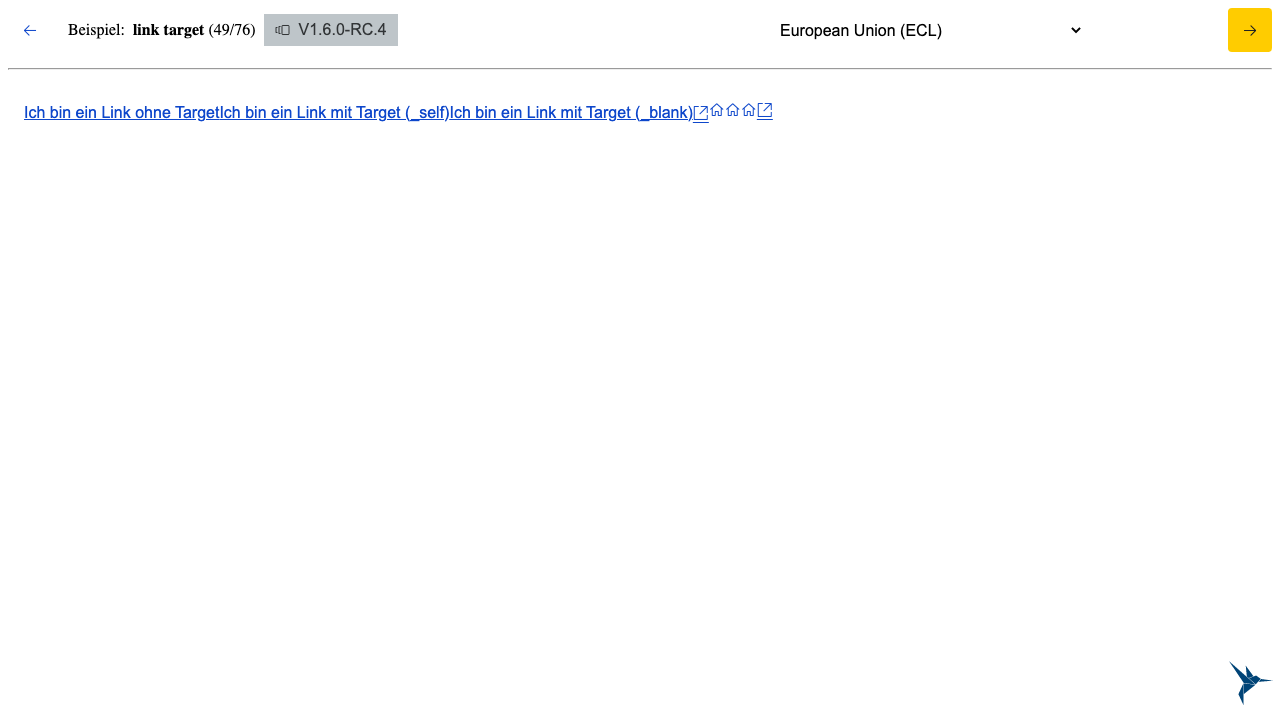 Beispiel: link target (49/76) V1.6.0-RC.4 European Union (ECL)
Ich bin ein Link ohne TargetIch bin ein Link mit Target (_self)Ich bin ein Link mit Target (_blank)